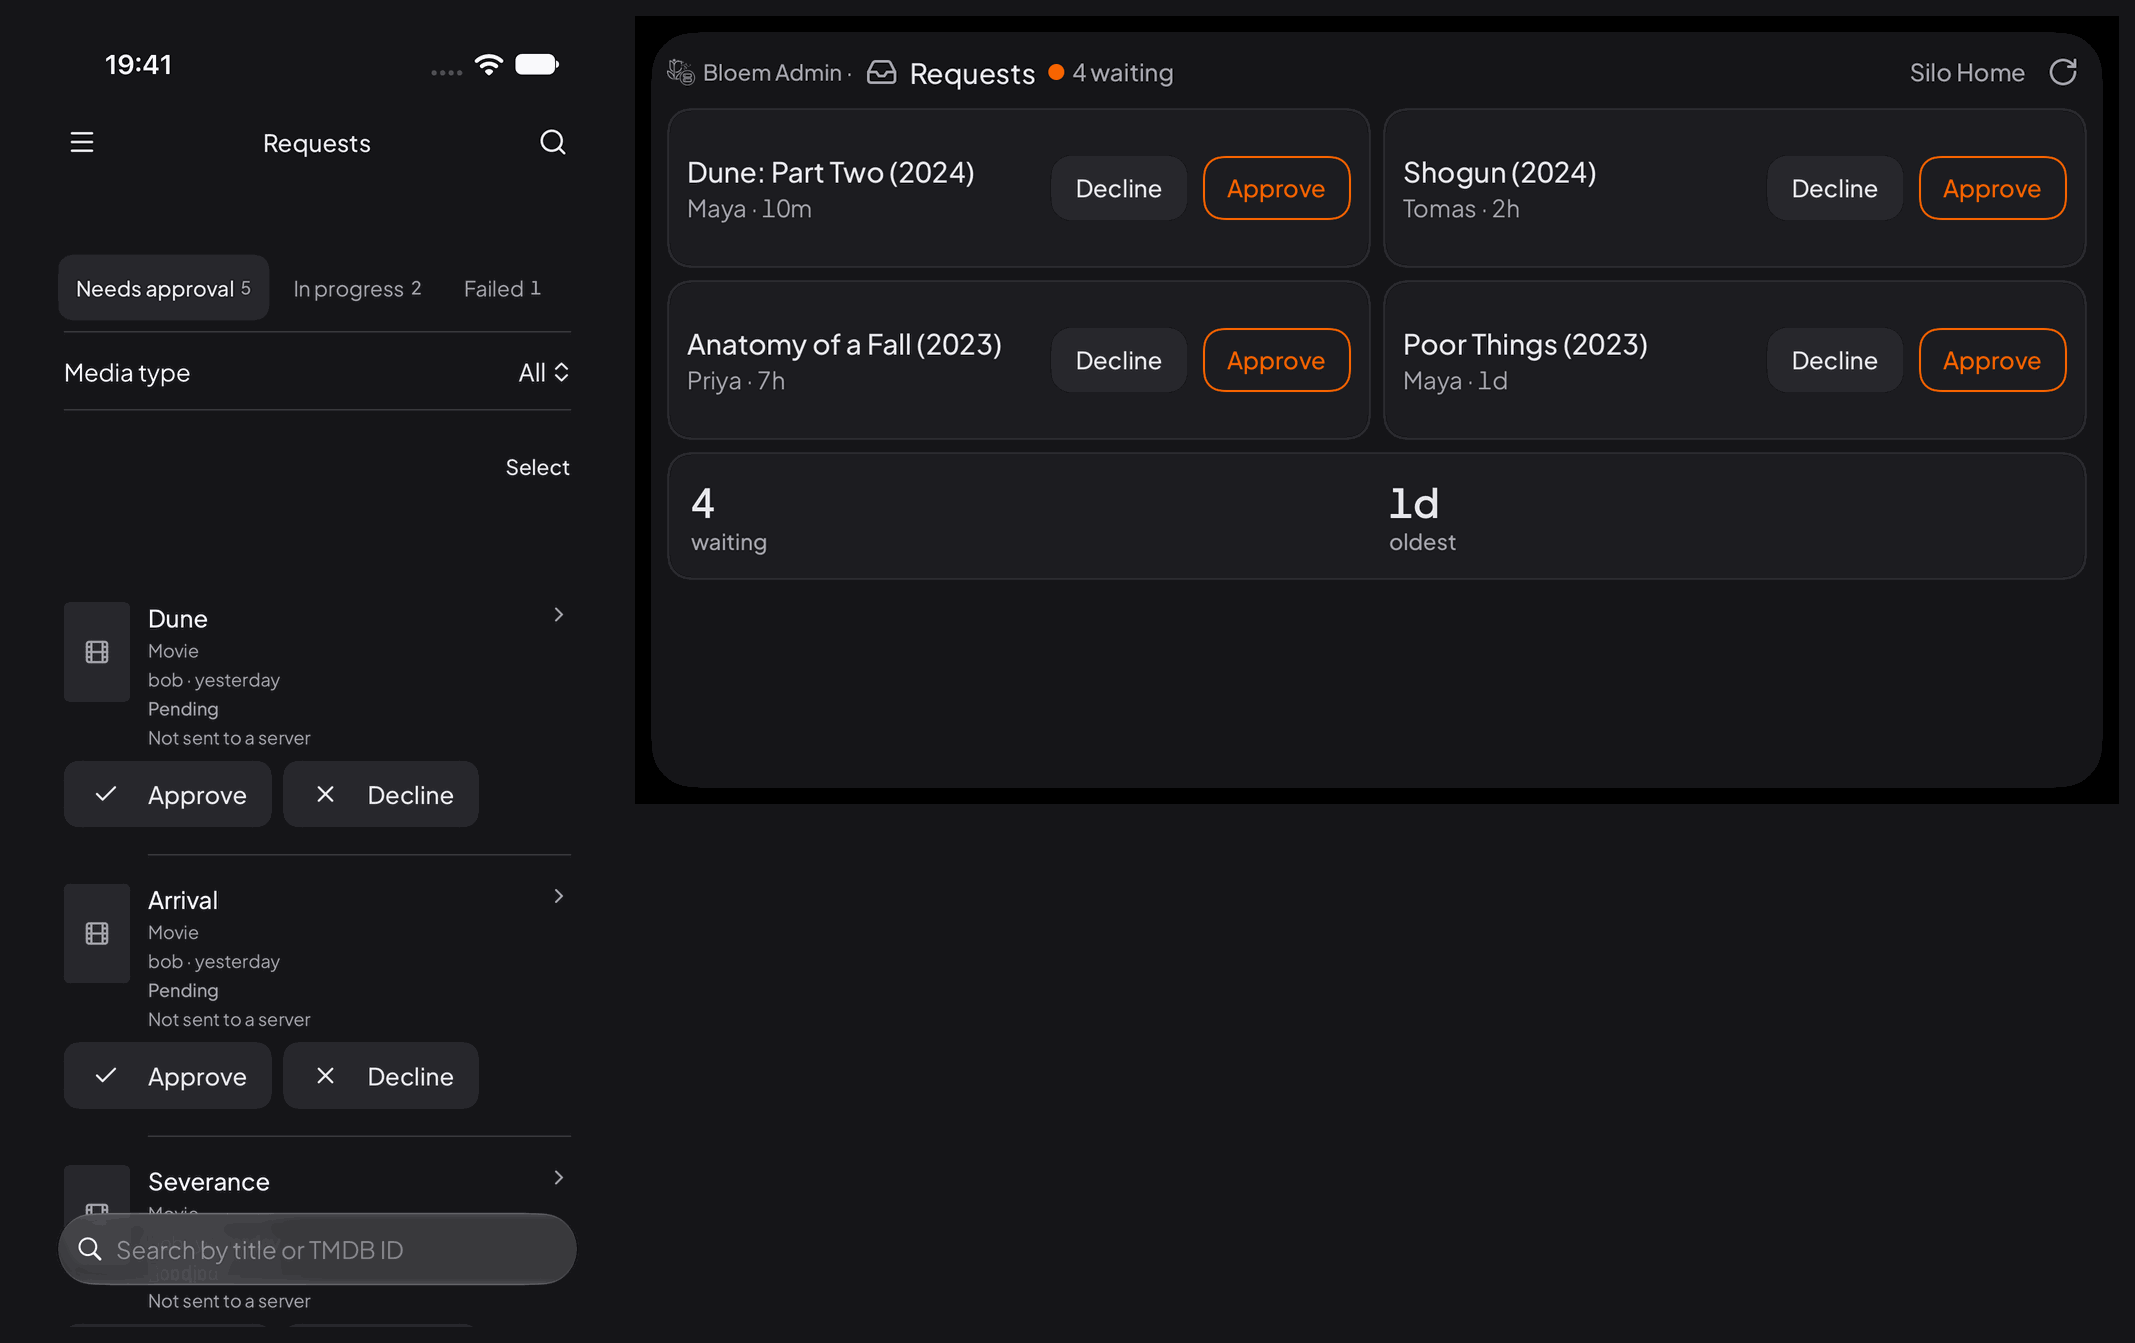 19:41
Requests
Needs approval 5
In progress 2
Failed 1
Media type
All
Select
Dune
Movie
bob · yesterday
Pending
Not sent to a server
Approve
Decline
Arrival
Movie
bob · yesterday
Pending
Not sent to a server
Approve
Decline
Severance
Movie
Search by title or TMDB ID
Not sent to a server
Bloem Admin ·
Requests
4 waiting
Silo Home
Dune: Part Two (2024)
Maya · 10m
Decline
Approve
Shogun (2024)
Tomas · 2h
Decline
Approve
Anatomy of a Fall (2023)
Priya · 7h
Decline
Approve
Poor Things (2023)
Maya · 1d
Decline
Approve
4
waiting
1d
oldest